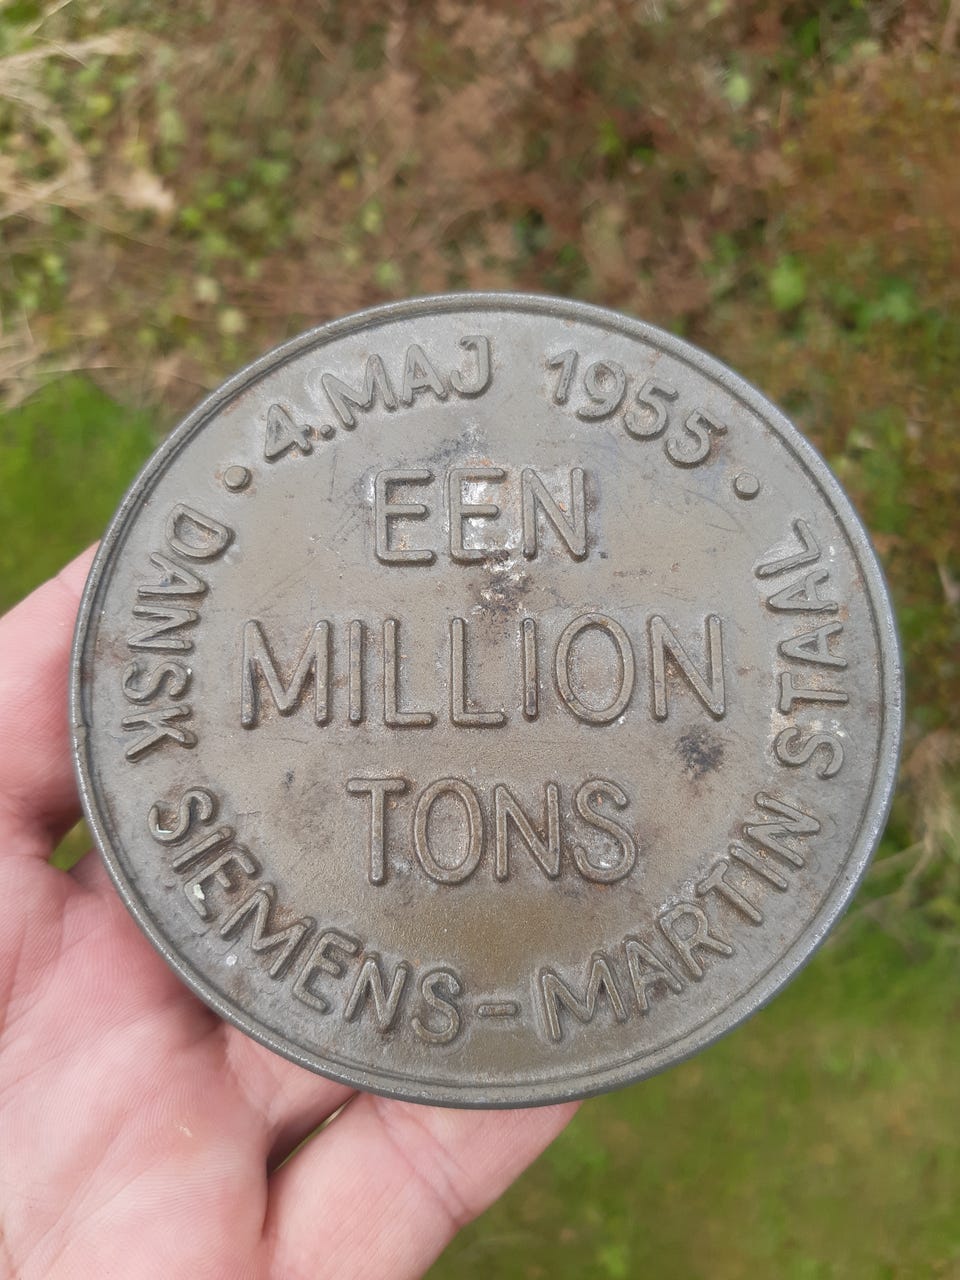 · 4. MAJ 1955 ·
EEN
MILLION
TONS
DANSK SIEMENS-MARTIN STAAL